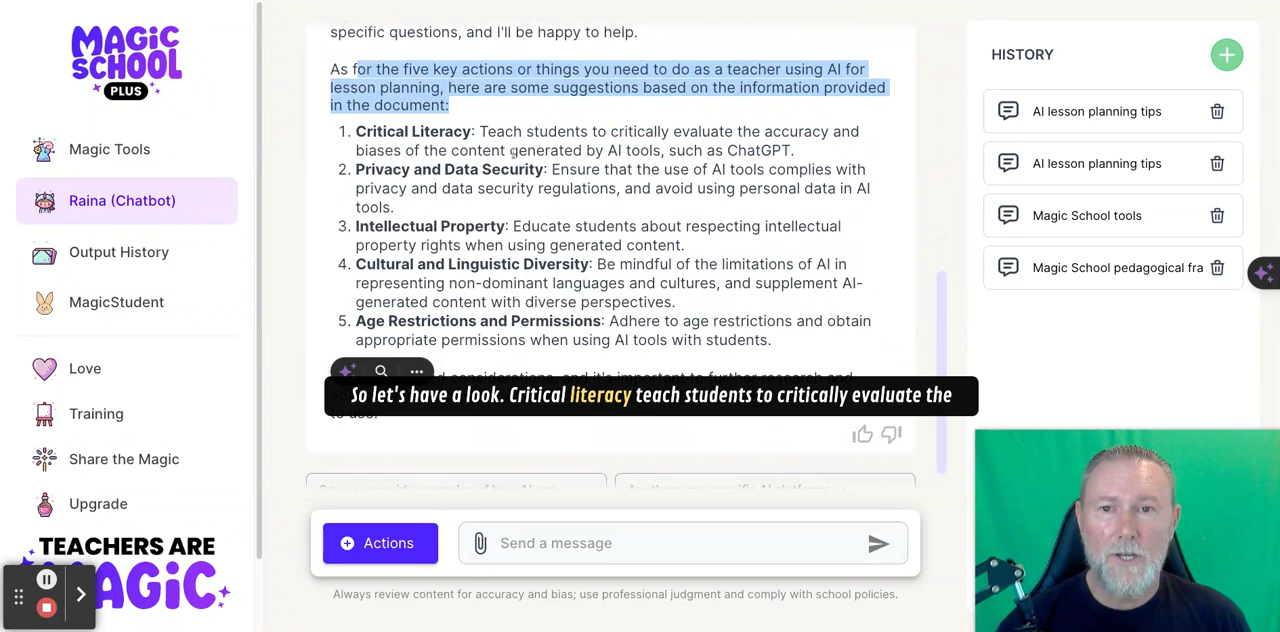 MAGiC
SCHOOL
PLUS
Magic Tools
Raina (Chatbot)
Output History
MagicStudent
Love
Training
Share the Magic
Upgrade
TEACHERS ARE
MAGiC
specific questions, and I'll be happy to help.
As for the five key actions or things you need to do as a teacher using AI for
lesson planning, here are some suggestions based on the information provided
in the document:
1. Critical Literacy: Teach students to critically evaluate the accuracy and
biases of the content generated by AI tools, such as ChatGPT.
2. Privacy and Data Security: Ensure that the use of AI tools complies with
privacy and data security regulations, and avoid using personal data in AI
tools.
3. Intellectual Property: Educate students about respecting intellectual
property rights when using generated content.
4. Cultural and Linguistic Diversity: Be mindful of the limitations of AI in
representing non-dominant languages and cultures, and supplement AI-
generated content with diverse perspectives.
5. Age Restrictions and Permissions: Adhere to age restrictions and obtain
appropriate permissions when using AI tools with students.
So let's have a look. Critical literacy teach students to critically evaluate the
to use.
Actions
Send a message
Always review content for accuracy and bias; use professional judgment and comply with school policies.
HISTORY
AI lesson planning tips
AI lesson planning tips
Magic School tools
Magic School pedagogical fra